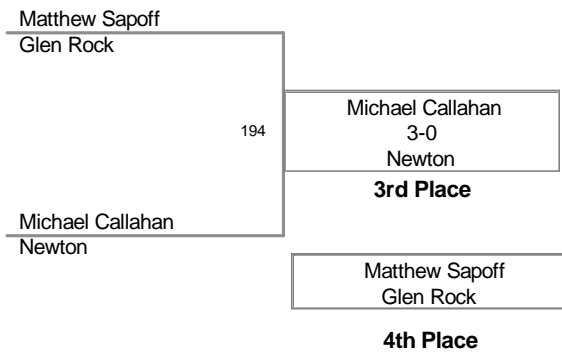 Matthew Sapoff
Glen Rock
194
Michael Callahan
3-0
Newton
3rd Place
Michael Callahan
Newton
Matthew Sapoff
Glen Rock
4th Place